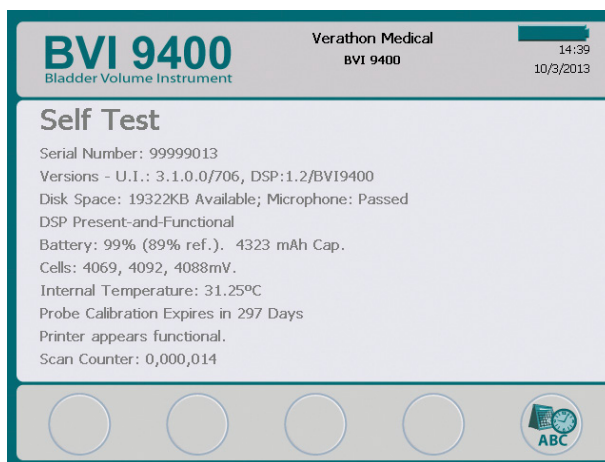 BVI 9400
Bladder Volume Instrument
Verathon Medical
BVI 9400
14:39
10/3/2013
Self Test
Serial Number: 99999013
Versions - U.I.: 3.1.0.0/706, DSP:1.2/BVI9400
Disk Space: 19322KB Available; Microphone: Passed
DSP Present-and-Functional
Battery: 99% (89% ref.). 4323 mAh Cap.
Cells: 4069, 4092, 4088mV.
Internal Temperature: 31.25ºC
Probe Calibration Expires in 297 Days
Printer appears functional.
Scan Counter: 0,000,014
ABC